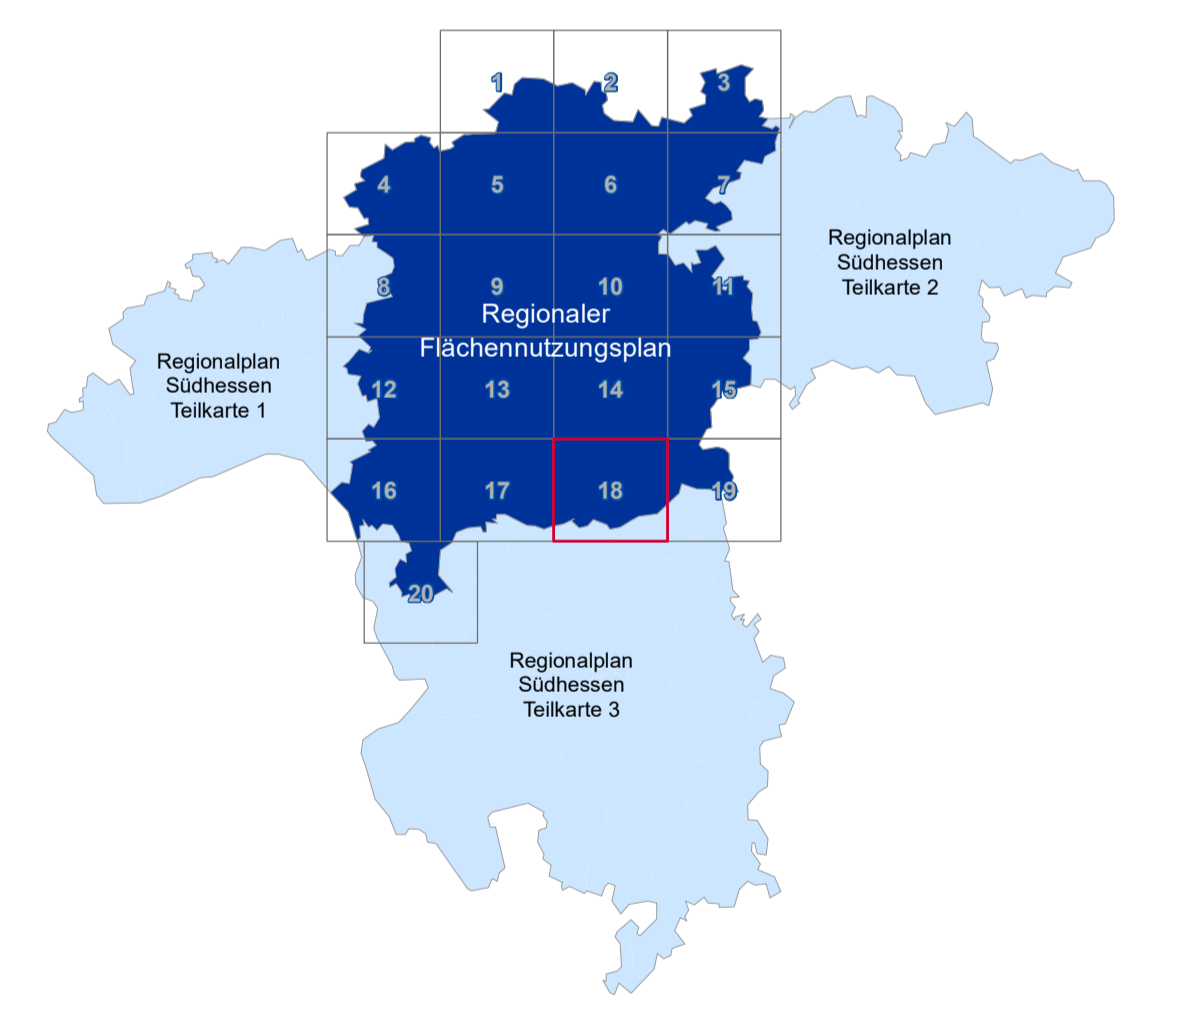 1
2
3
4
5
6
7
Regionalplan
Südhessen
Teilkarte 2
8
9
10
11
Regionaler
Flächennutzungsplan
Regionalplan
Südhessen
Teilkarte 1
12
13
14
15
16
17
18
19
20
Regionalplan
Südhessen
Teilkarte 3